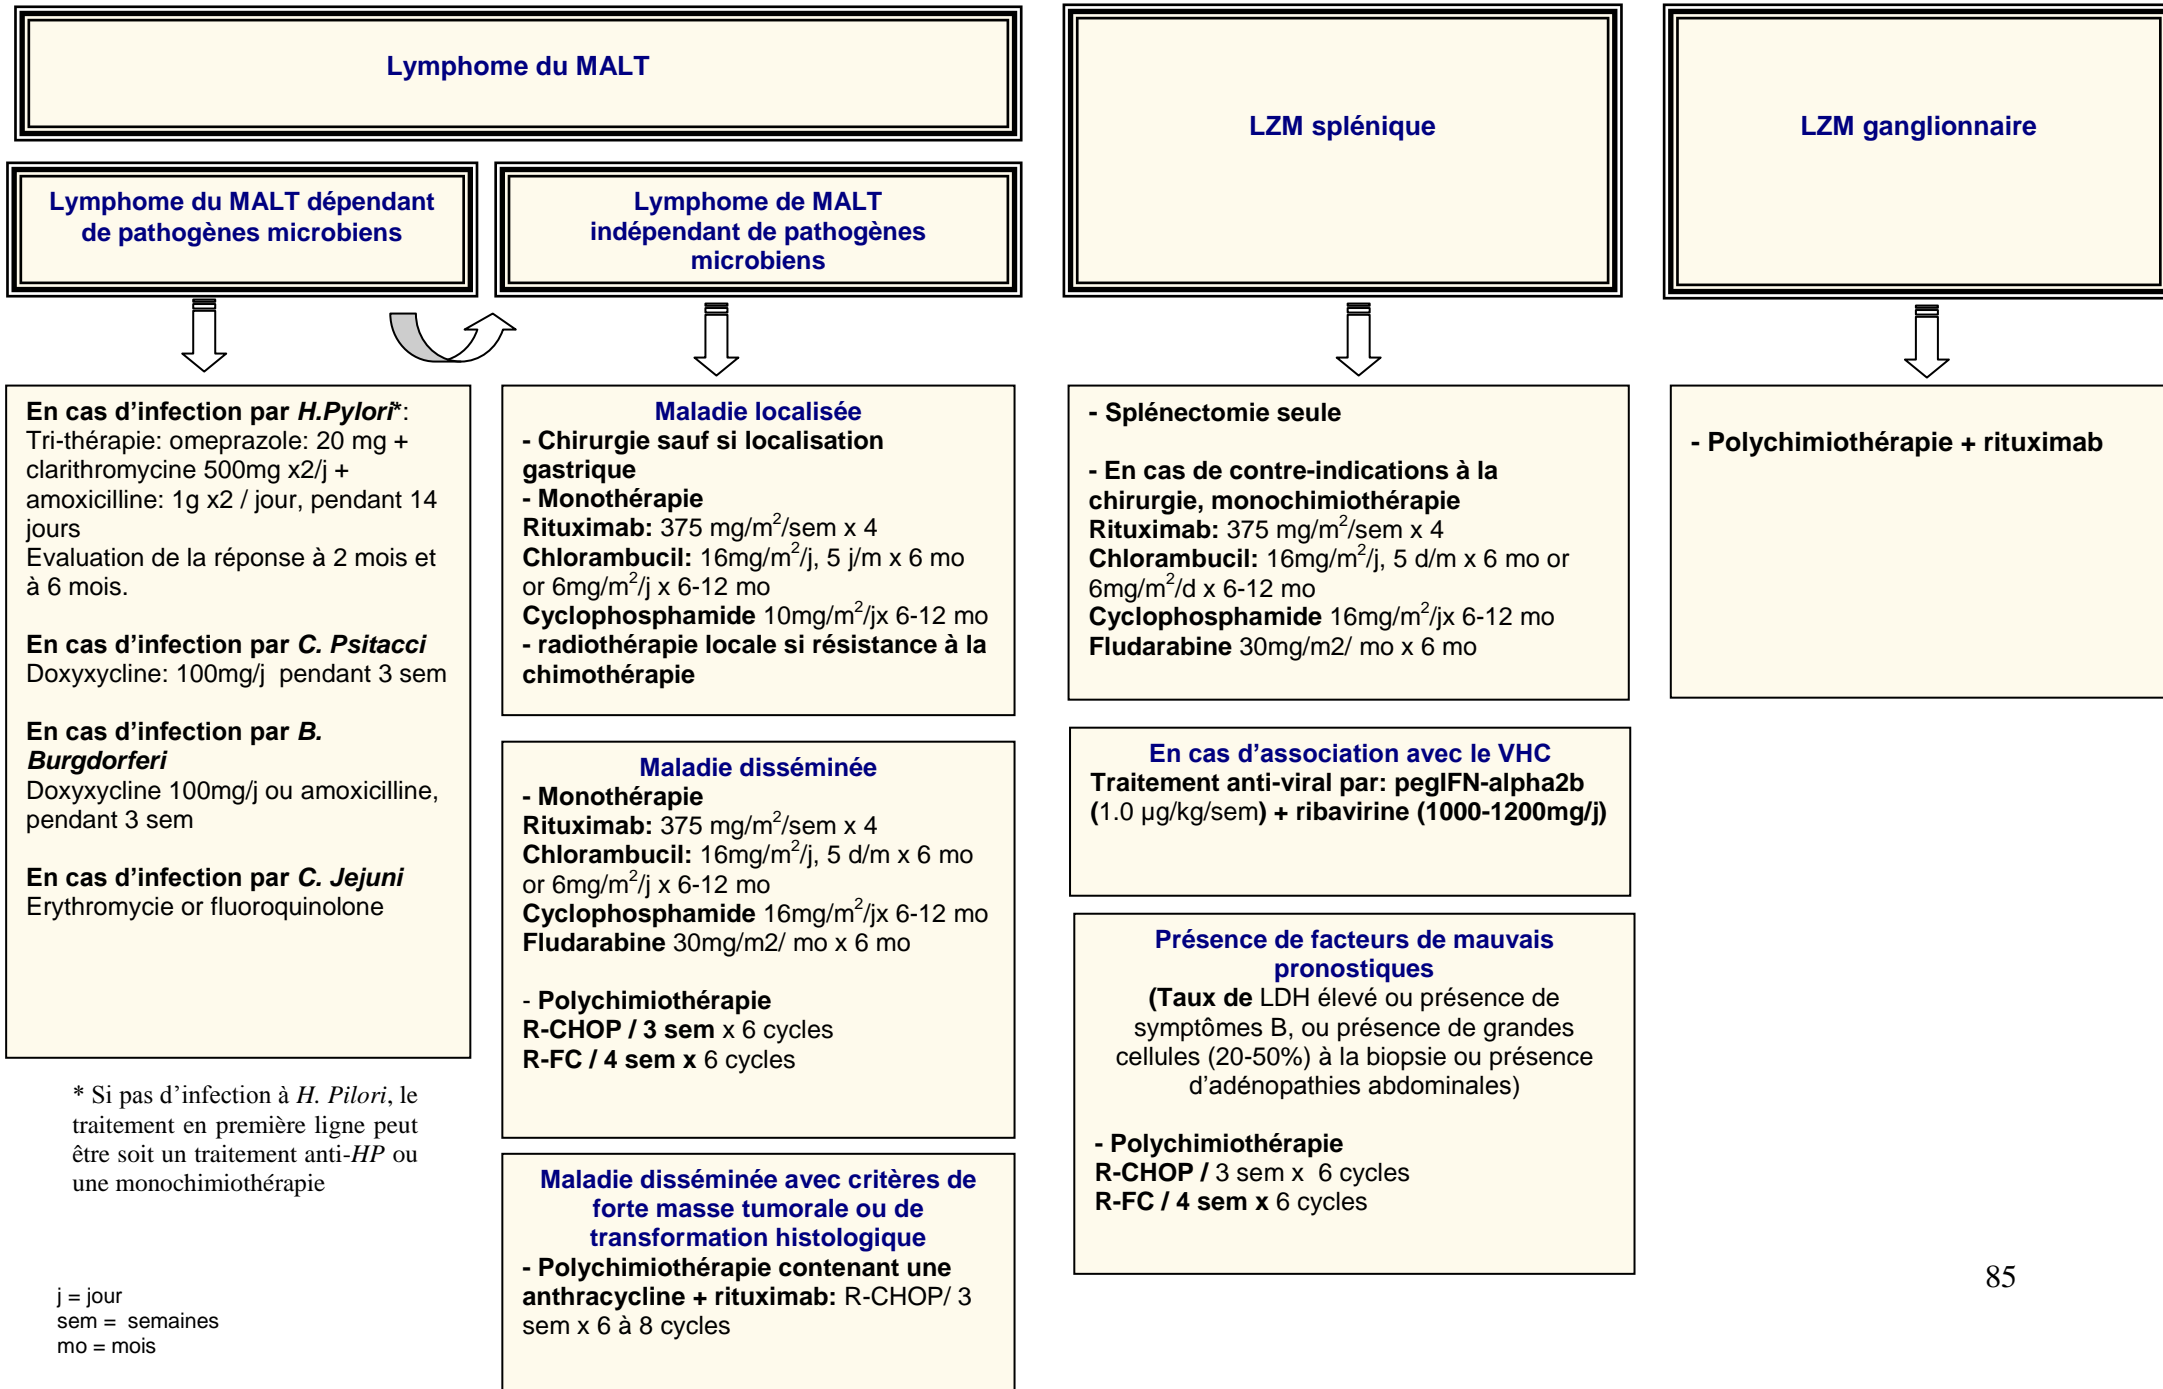 Lymphome du MALT
LZM splénique
LZM ganglionnaire
Lymphome du MALT dépendant
de pathogènes microbiens
Lymphome de MALT
indépendant de pathogènes
microbiens
En cas d’infection par H.Pylori*:
Tri-thérapie: omeprazole: 20 mg +
clarithromycine 500mg x2/j +
amoxicilline: 1g x2 / jour, pendant 14
jours
Evaluation de la réponse à 2 mois et
à 6 mois.
En cas d’infection par C. Psitacci
Doxyxycline: 100mg/j pendant 3 sem
En cas d’infection par B.
Burgdorferi
Doxyxycline 100mg/j ou amoxicilline,
pendant 3 sem
En cas d’infection par C. Jejuni
Erythromycie or fluoroquinolone
* Si pas d’infection à H. Pilori, le
traitement en première ligne peut
être soit un traitement anti-HP ou
une monochimiothérapie
j = jour
sem = semaines
mo = mois
Maladie localisée
- Chirurgie sauf si localisation
gastrique
- Monothérapie
Rituximab: 375 mg/m²/sem x 4
Chlorambucil: 16mg/m²/j, 5 j/m x 6 mo
or 6mg/m²/j x 6-12 mo
Cyclophosphamide 10mg/m²/jx 6-12 mo
- radiothérapie locale si résistance à la
chimothérapie
Maladie disséminée
- Monothérapie
Rituximab: 375 mg/m²/sem x 4
Chlorambucil: 16mg/m²/j, 5 d/m x 6 mo
or 6mg/m²/j x 6-12 mo
Cyclophosphamide 16mg/m²/jx 6-12 mo
Fludarabine 30mg/m2/ mo x 6 mo
- Polychimiothérapie
R-CHOP / 3 sem x 6 cycles
R-FC / 4 sem x 6 cycles
Maladie disséminée avec critères de
forte masse tumorale ou de
transformation histologique
- Polychimiothérapie contenant une
anthracycline + rituximab: R-CHOP/ 3
sem x 6 à 8 cycles
- Splénectomie seule
- En cas de contre-indications à la
chirurgie, monochimiothérapie
Rituximab: 375 mg/m²/sem x 4
Chlorambucil: 16mg/m²/j, 5 d/m x 6 mo or
6mg/m²/d x 6-12 mo
Cyclophosphamide 16mg/m²/jx 6-12 mo
Fludarabine 30mg/m2/ mo x 6 mo
En cas d’association avec le VHC
Traitement anti-viral par: pegIFN-alpha2b
(1.0 µg/kg/sem) + ribavirine (1000-1200mg/j)
Présence de facteurs de mauvais
pronostiques
(Taux de LDH élevé ou présence de
symptômes B, ou présence de grandes
cellules (20-50%) à la biopsie ou présence
d’adénopathies abdominales)
- Polychimiothérapie
R-CHOP / 3 sem x 6 cycles
R-FC / 4 sem x 6 cycles
- Polychimiothérapie + rituximab
85